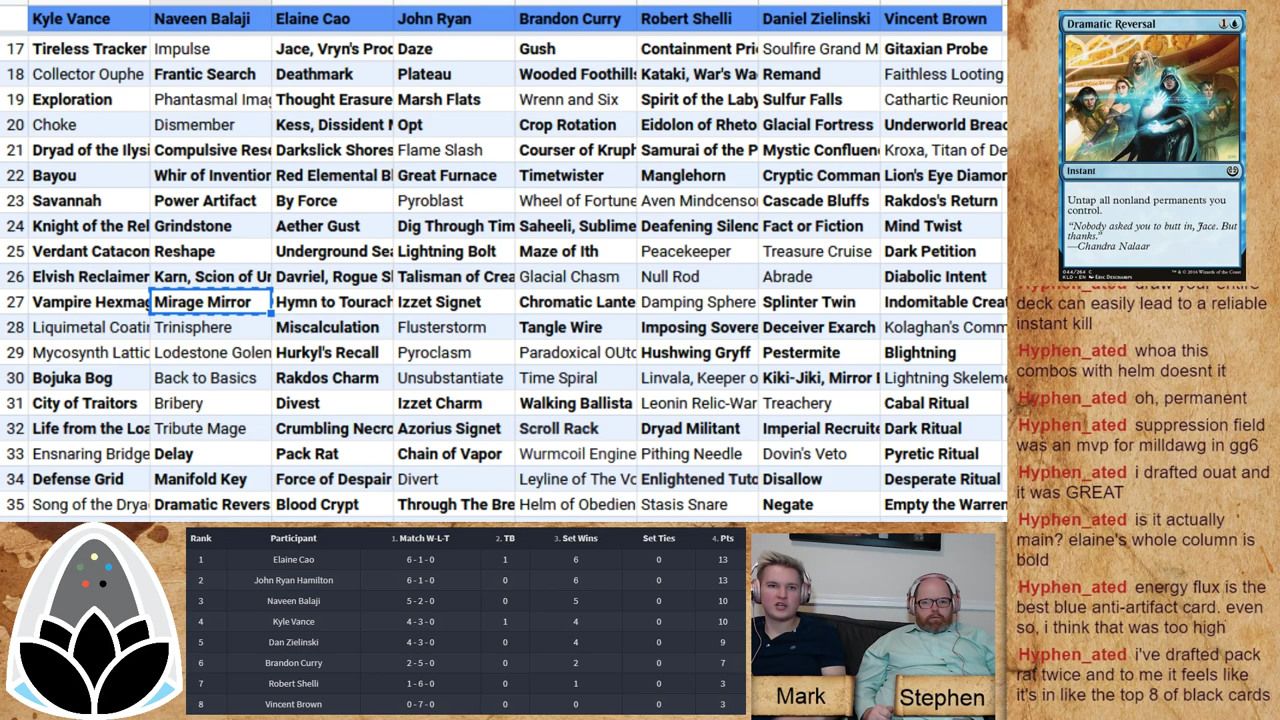 Kyle Vance Naveen Balaji Elaine Cao John Ryan Brandon Curry Robert Shelli Daniel Zielinski Vincent Brown
17 Tireless Tracker Impulse Jace, Vryn's Proc Daze Gush Containment Pri Soulfire Grand M Gitaxian Probe
18 Collector Ouphe Frantic Search Deathmark Plateau Wooded Foothills Kataki, War's Wa Remand Faithless Looting
19 Exploration Phantasmal Imag Thought Erasure Marsh Flats Wrenn and Six Spirit of the Laby Sulfur Falls Cathartic Reunion
20 Choke Dismember Kess, Dissident M Opt Crop Rotation Eidolon of Rheto Glacial Fortress Underworld Breac
21 Dryad of the Ilysi Compulsive Rese Darkslick Shores Flame Slash Courser of Kruph Samurai of the P Mystic Confluen Kroxa, Titan of De
22 Bayou Whir of Invention Red Elemental Bl Great Furnace Timetwister Manglehorn Cryptic Comman Lion's Eye Diamon
23 Savannah Power Artifact By Force Pyroblast Wheel of Fortune Aven Mindcenso Cascade Bluffs Rakdos's Return
24 Knight of the Rel Grindstone Aether Gust Dig Through Tim Saheeli, Sublime Deafening Silenc Fact or Fiction Mind Twist
25 Verdant Catacom Reshape Underground Sea Lightning Bolt Maze of Ith Peacekeeper Treasure Cruise Dark Petition
26 Elvish Reclaimer Karn, Scion of Ur Davriel, Rogue S Talisman of Crea Glacial Chasm Null Rod Abrade Diabolic Intent
27 Vampire Hexmag Mirage Mirror Hymn to Tourach Izzet Signet Chromatic Lante Damping Sphere Splinter Twin Indomitable Creat
28 Liquimetal Coatin Trinisphere Miscalculation Flusterstorm Tangle Wire Imposing Sovere Deceiver Exarch Kolaghan's Comm
29 Mycosynth Lattic Lodestone Golem Hurkyl's Recall Pyroclasm Paradoxical OUtc Hushwing Gryff Pestermite Blightning
30 Bojuka Bog Back to Basics Rakdos Charm Unsubstantiate Time Spiral Linvala, Keeper o Kiki-Jiki, Mirror B Lightning Skeleme
31 City of Traitors Bribery Divest Izzet Charm Walking Ballista Leonin Relic-War Treachery Cabal Ritual
32 Life from the Loa Tribute Mage Crumbling Necro Azorius Signet Scroll Rack Dryad Militant Imperial Recruite Dark Ritual
33 Ensnaring Bridge Delay Pack Rat Chain of Vapor Wurmcoil Engine Pithing Needle Dovin's Veto Pyretic Ritual
34 Defense Grid Manifold Key Force of Despair Divert Leyline of The Vo Enlightened Tuto Disallow Desperate Ritual
35 Song of the Drya Dramatic Revers Blood Crypt Through The Bre Helm of Obedien Stasis Snare Negate Empty the Warren
Dramatic Reversal 1
Instant
Untap all nonland permanents you
control.
"Nobody asked you to butt in, Jace. But
thanks."
—Chandra Nalaar
044/264 C
KLD • EN Eric Deschamps ™ & © 2016 Wizards of the Coast
Hyphen_ated draw your entire
deck can easily lead to a reliable
instant kill
Hyphen_ated whoa this
combos with helm doesnt it
Hyphen_ated oh, permanent
Hyphen_ated suppression field
was an mvp for milldawg in gg6
Hyphen_ated i drafted ouat and
it was GREAT
Hyphen_ated is it actually
main? elaine's whole column is
bold
Hyphen_ated energy flux is the
best blue anti-artifact card. even
so, i think that was too high
Hyphen_ated i've drafted pack
rat twice and to me it feels like
it's in like the top 8 of black cards
Rank Participant 1. Match W-L-T 2. TB 3. Set Wins Set Ties 4. Pts
1 Elaine Cao 6 - 1 - 0 1 6 0 13
2 John Ryan Hamilton 6 - 1 - 0 0 6 0 13
3 Naveen Balaji 5 - 2 - 0 0 5 0 10
4 Kyle Vance 4 - 3 - 0 1 4 0 10
5 Dan Zielinski 4 - 3 - 0 0 4 0 9
6 Brandon Curry 2 - 5 - 0 0 2 0 7
7 Robert Shelli 1 - 6 - 0 0 1 0 3
8 Vincent Brown 0 - 7 - 0 0 0 0 3
Mark
Stephen